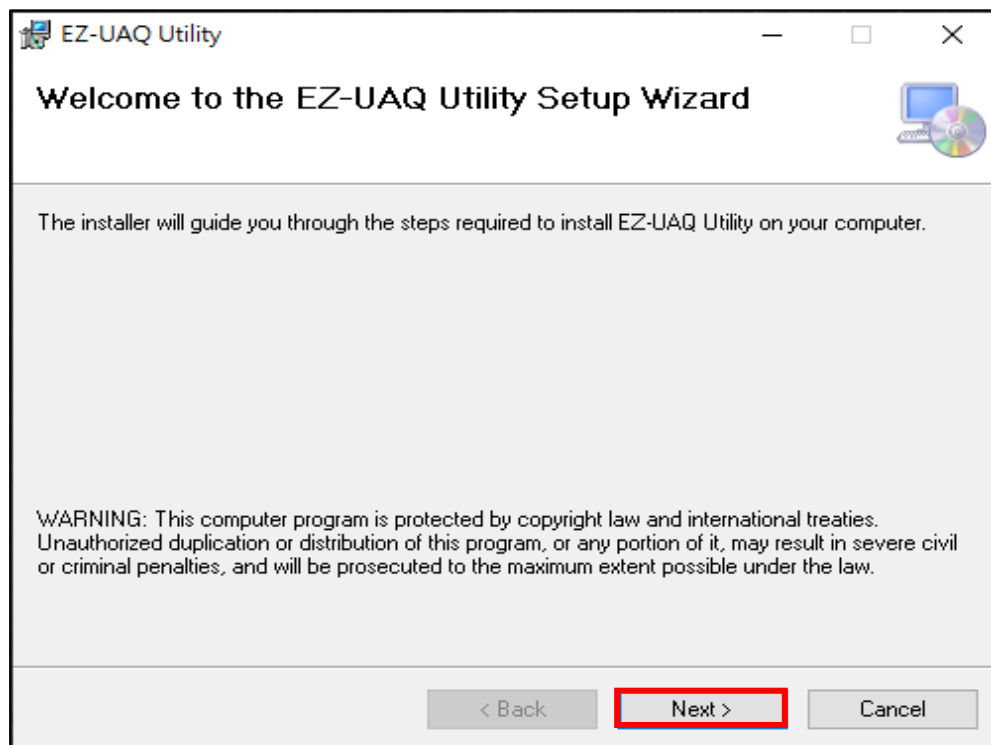 EZ-UAQ Utility
Welcome to the EZ-UAQ Utility Setup Wizard
The installer will guide you through the steps required to install EZ-UAQ Utility on your computer.
WARNING: This computer program is protected by copyright law and international treaties.
Unauthorized duplication or distribution of this program, or any portion of it, may result in severe civil
or criminal penalties, and will be prosecuted to the maximum extent possible under the law.
< Back Next > Cancel